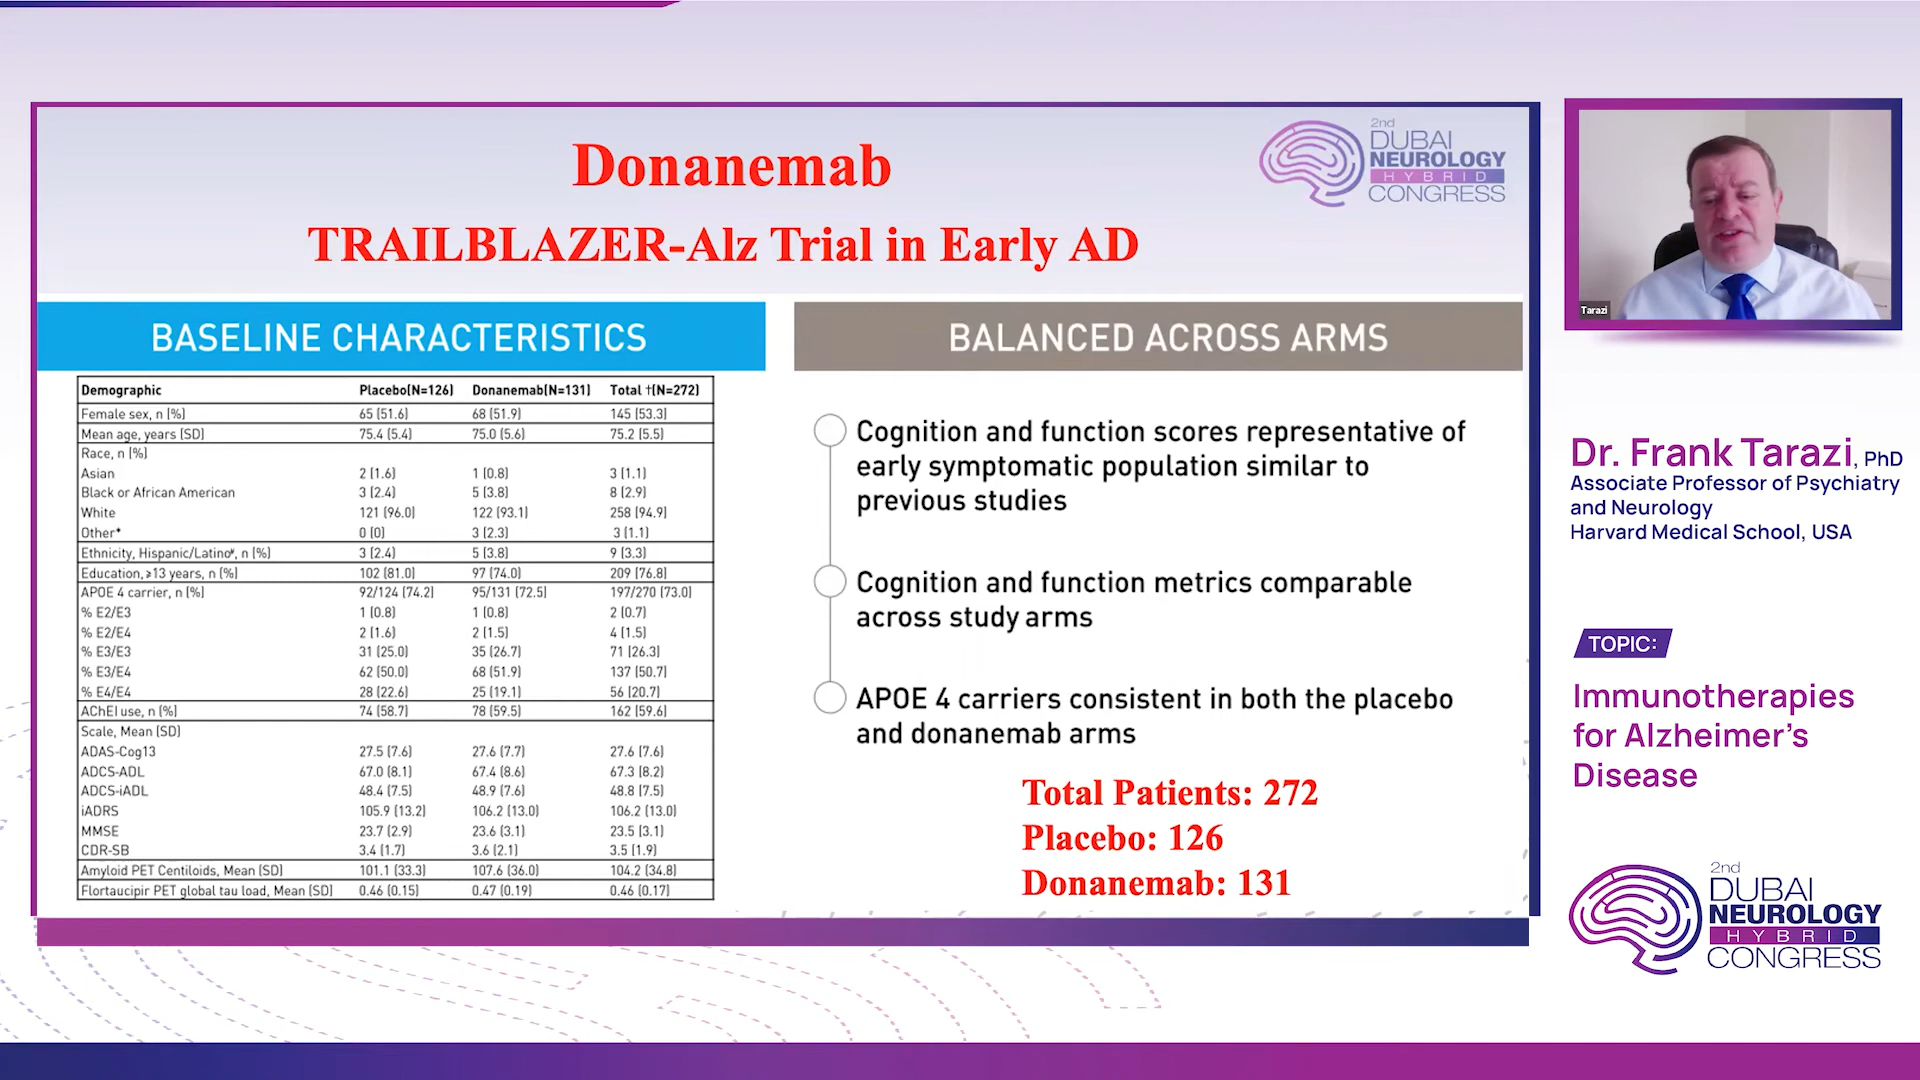 Donanemab
TRAILBLAZER-Alz Trial in Early AD
2nd
DUBAI
NEUROLOGY
HYBRID
CONGRESS
BASELINE CHARACTERISTICS
Demographic Placebo(N=126) Donanemab(N=131) Total †(N=272)
Female sex, n (%) 65 (51.6) 68 (51.9) 145 (53.3)
Mean age, years (SD) 75.4 (5.4) 75.0 (5.6) 75.2 (5.5)
Race, n (%)
Asian 2 (1.6) 1 (0.8) 3 (1.1)
Black or African American 3 (2.4) 5 (3.8) 8 (2.9)
White 121 (96.0) 122 (93.1) 258 (94.9)
Other* 0 (0) 3 (2.3) 3 (1.1)
Ethnicity, Hispanic/Latino#, n (%) 3 (2.4) 5 (3.8) 9 (3.3)
Education, ≥13 years, n (%) 102 (81.0) 97 (74.0) 209 (76.8)
APOE 4 carrier, n (%) 92/124 (74.2) 95/131 (72.5) 197/270 (73.0)
% E2/E3 1 (0.8) 1 (0.8) 2 (0.7)
% E2/E4 2 (1.6) 2 (1.5) 4 (1.5)
% E3/E3 31 (25.0) 35 (26.7) 71 (26.3)
% E3/E4 62 (50.0) 68 (51.9) 137 (50.7)
% E4/E4 28 (22.6) 25 (19.1) 56 (20.7)
AChEI use, n (%) 74 (58.7) 78 (59.5) 162 (59.6)
Scale, Mean (SD)
ADAS-Cog13 27.5 (7.6) 27.6 (7.7) 27.6 (7.6)
ADCS-ADL 67.0 (8.1) 67.4 (8.6) 67.3 (8.2)
ADCS-iADL 48.4 (7.5) 48.9 (7.6) 48.8 (7.5)
iADRS 105.9 (13.2) 106.2 (13.0) 106.2 (13.0)
MMSE 23.7 (2.9) 23.6 (3.1) 23.5 (3.1)
CDR-SB 3.4 (1.7) 3.6 (2.1) 3.5 (1.9)
Amyloid PET Centiloids, Mean (SD) 101.1 (33.3) 107.6 (36.0) 104.2 (34.8)
Flortaucipir PET global tau load, Mean (SD) 0.46 (0.15) 0.47 (0.19) 0.46 (0.17)
BALANCED ACROSS ARMS
Cognition and function scores representative of
early symptomatic population similar to
previous studies
Cognition and function metrics comparable
across study arms
APOE 4 carriers consistent in both the placebo
and donanemab arms
Total Patients: 272
Placebo: 126
Donanemab: 131
Tarazi
Dr. Frank Tarazi, PhD
Associate Professor of Psychiatry
and Neurology
Harvard Medical School, USA
TOPIC:
Immunotherapies
for Alzheimer's
Disease
2nd
DUBAI
NEUROLOGY
HYBRID
CONGRESS